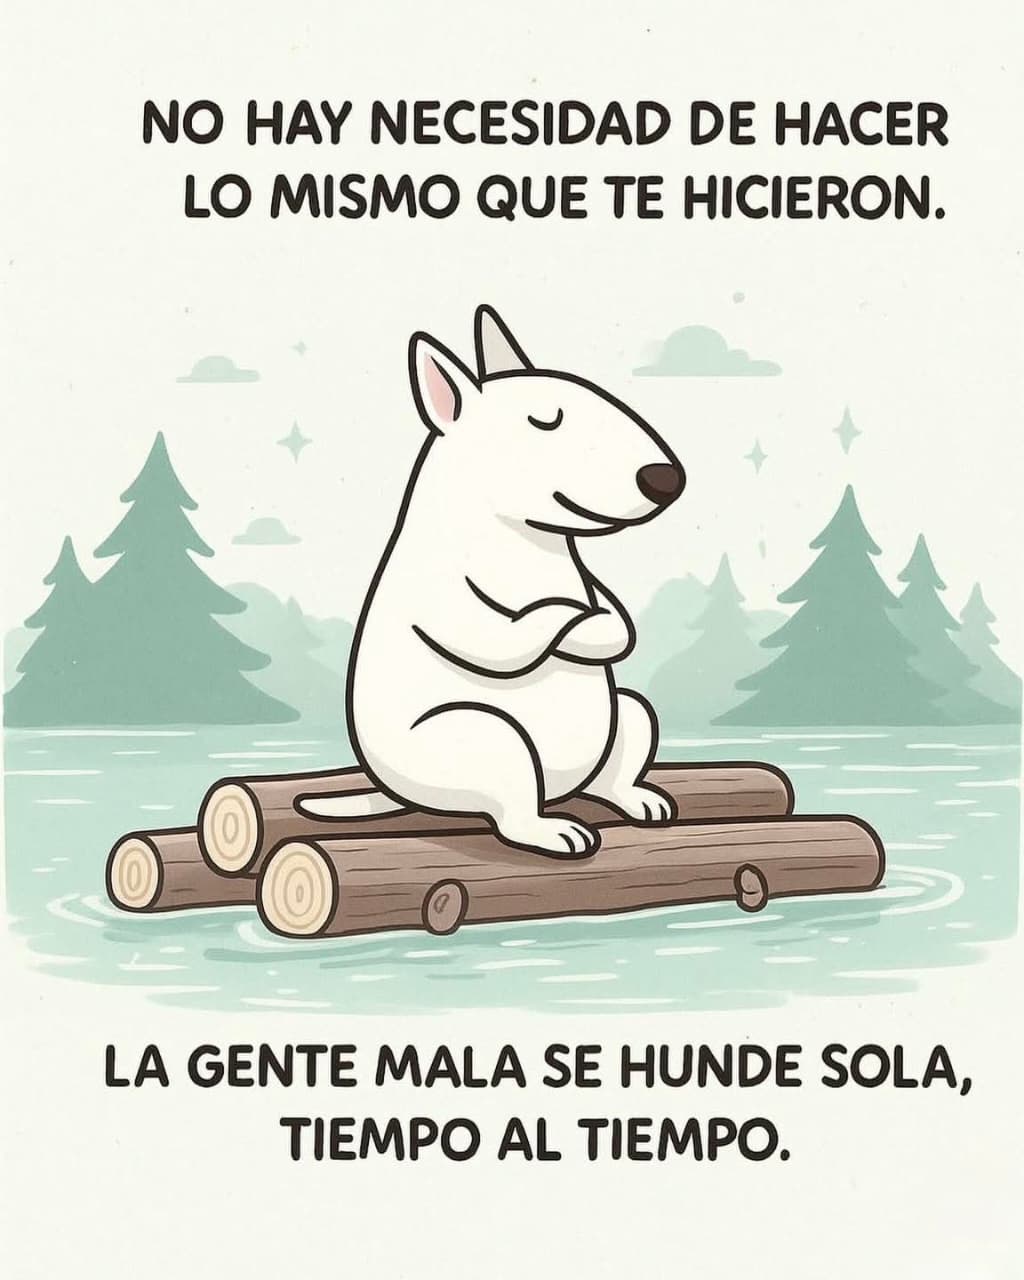 NO HAY NECESIDAD DE HACER
LO MISMO QUE TE HICIERON.
LA GENTE MALA SE HUNDE SOLA,
TIEMPO AL TIEMPO.